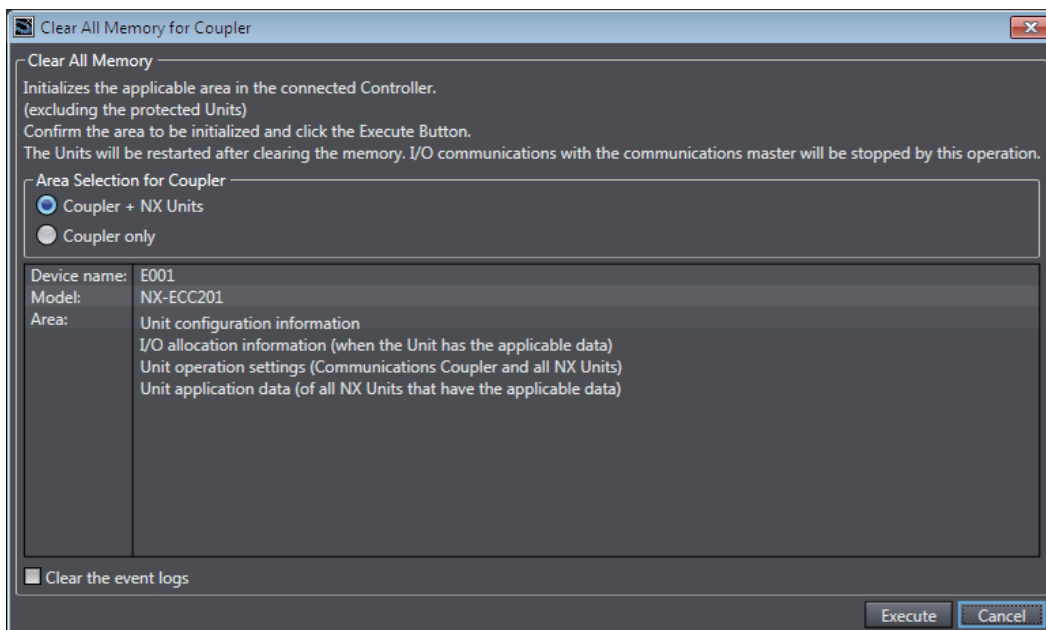 Clear All Memory for Coupler
Clear All Memory
Initializes the applicable area in the connected Controller.
(excluding the protected Units)
Confirm the area to be initialized and click the Execute Button.
The Units will be restarted after clearing the memory. I/O communications with the communications master will be stopped by this operation.
Area Selection for Coupler
Coupler + NX Units
Coupler only
Device name: E001
Model: NX-ECC201
Area: Unit configuration information
I/O allocation information (when the Unit has the applicable data)
Unit operation settings (Communications Coupler and all NX Units)
Unit application data (of all NX Units that have the applicable data)
Clear the event logs
Execute Cancel